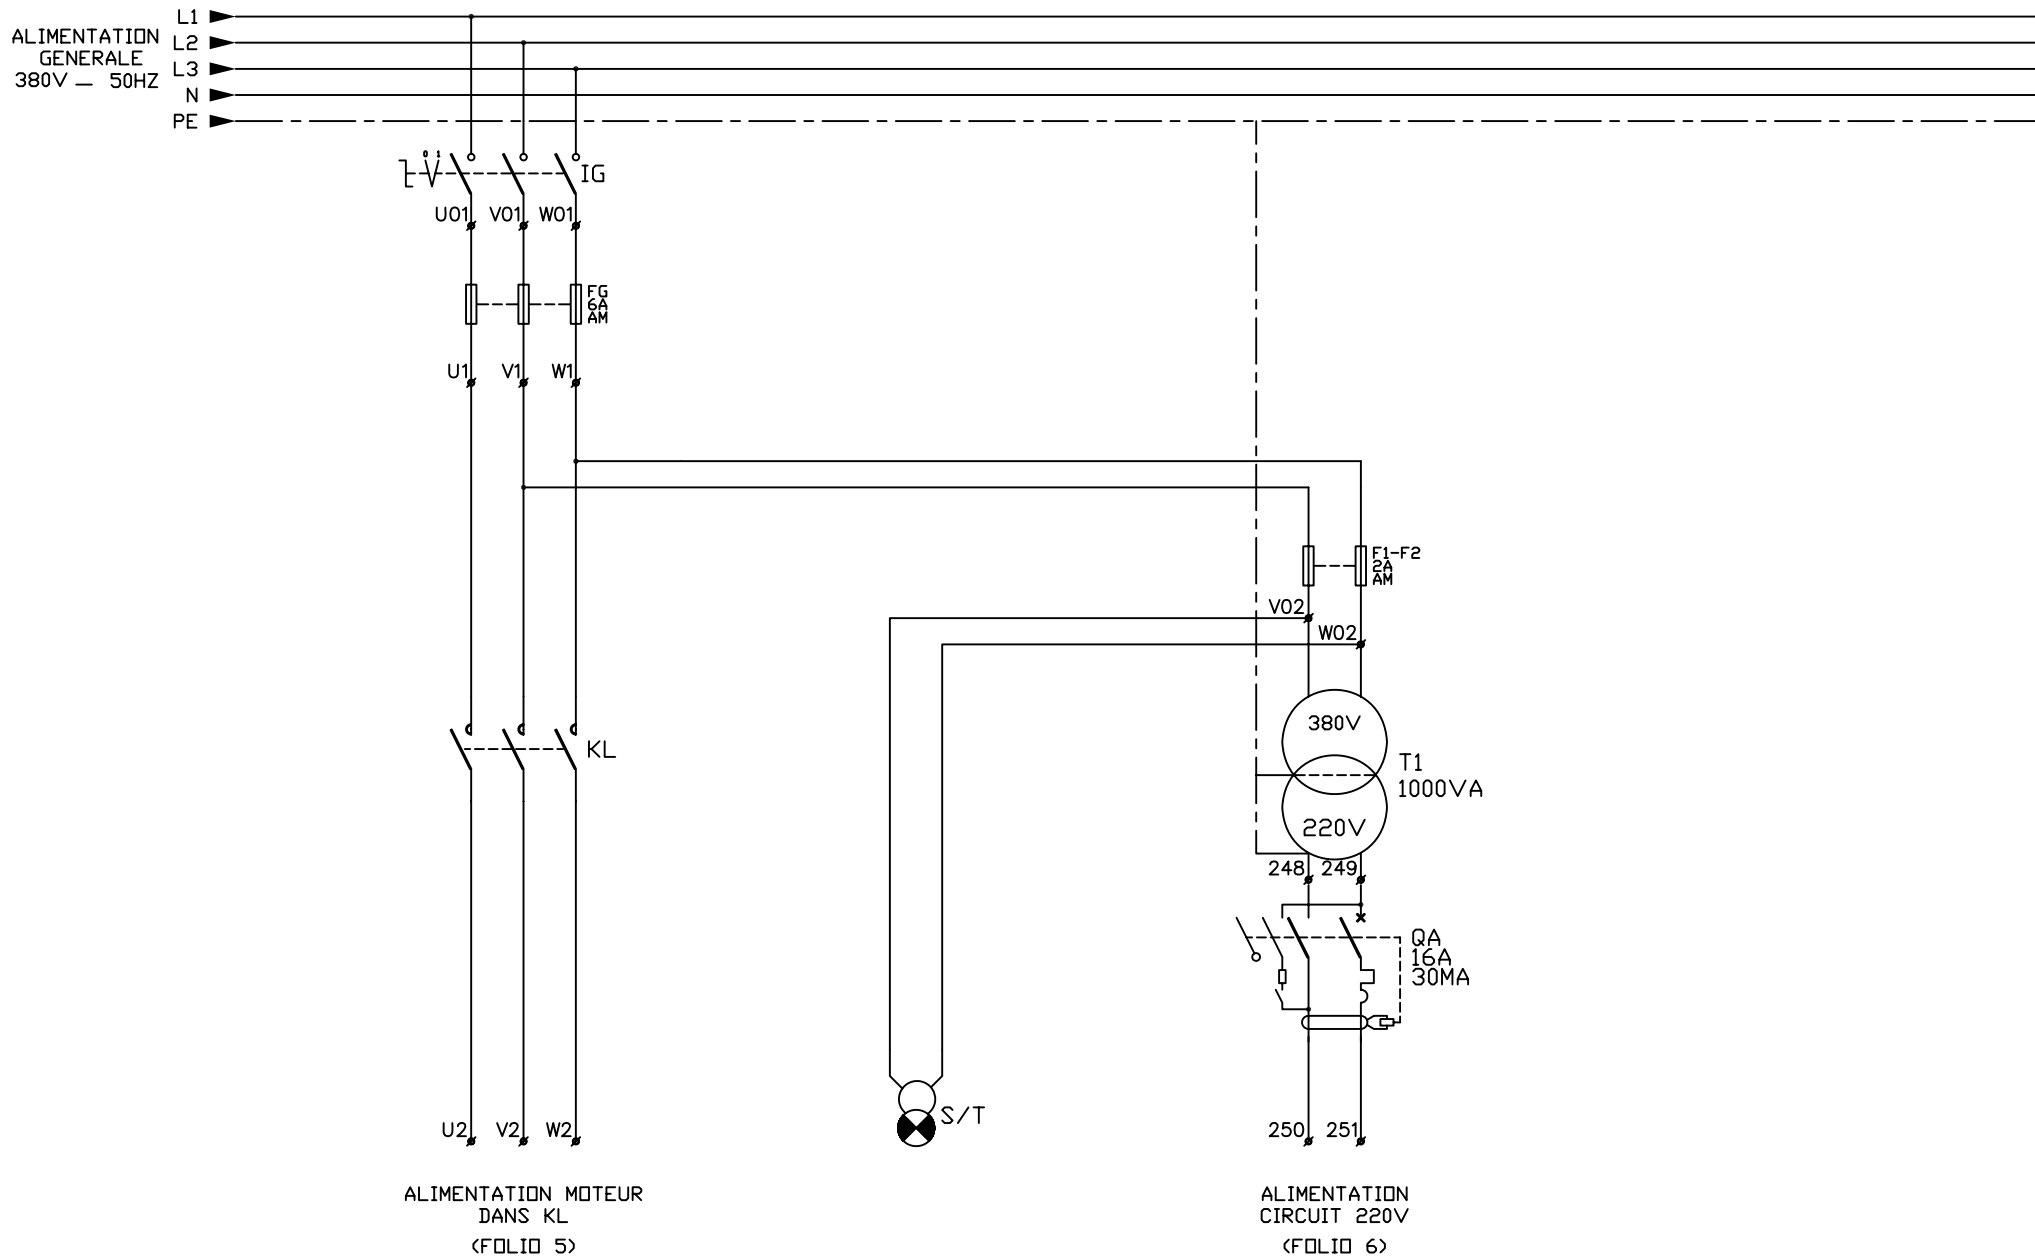 L1
ALIMENTATION
GENERALE
380V — 50HZ
L2
L3
N
PE
0 1
IG
U01 V01 W01
FG
6A
AM
U1 V1 W1
F1-F2
2A
AM
V02
W02
380V
KL
T1
1000VA
220V
248 249
QA
16A
30MA
S/T
U2 V2 W2
250 251
ALIMENTATION MOTEUR
DANS KL
(FOLIO 5)
ALIMENTATION
CIRCUIT 220V
(FOLIO 6)